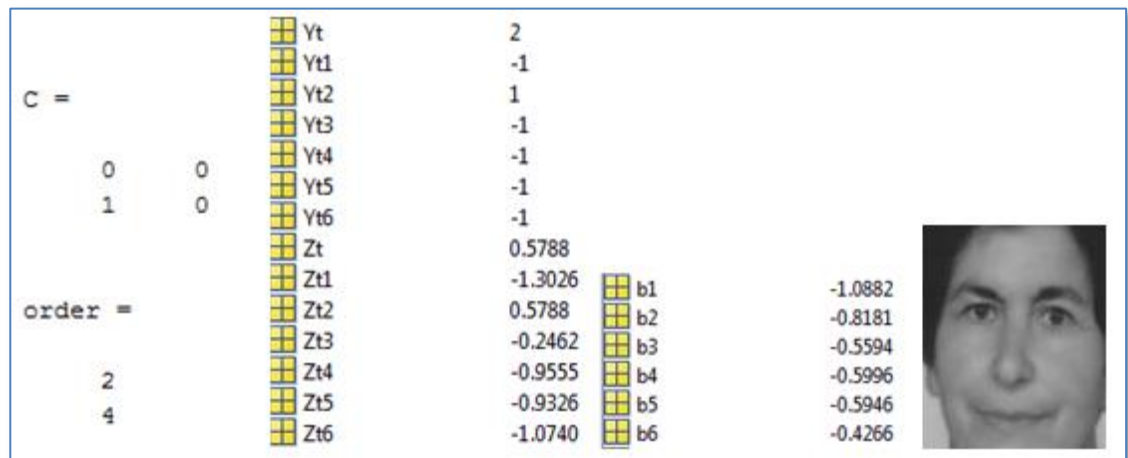 C =
0 0
1 0
order =
2
4
Yt 2
Yt1 -1
Yt2 1
Yt3 -1
Yt4 -1
Yt5 -1
Yt6 -1
Zt 0.5788
Zt1 -1.3026
Zt2 0.5788
Zt3 -0.2462
Zt4 -0.9555
Zt5 -0.9326
Zt6 -1.0740
b1 -1.0882
b2 -0.8181
b3 -0.5594
b4 -0.5996
b5 -0.5946
b6 -0.4266